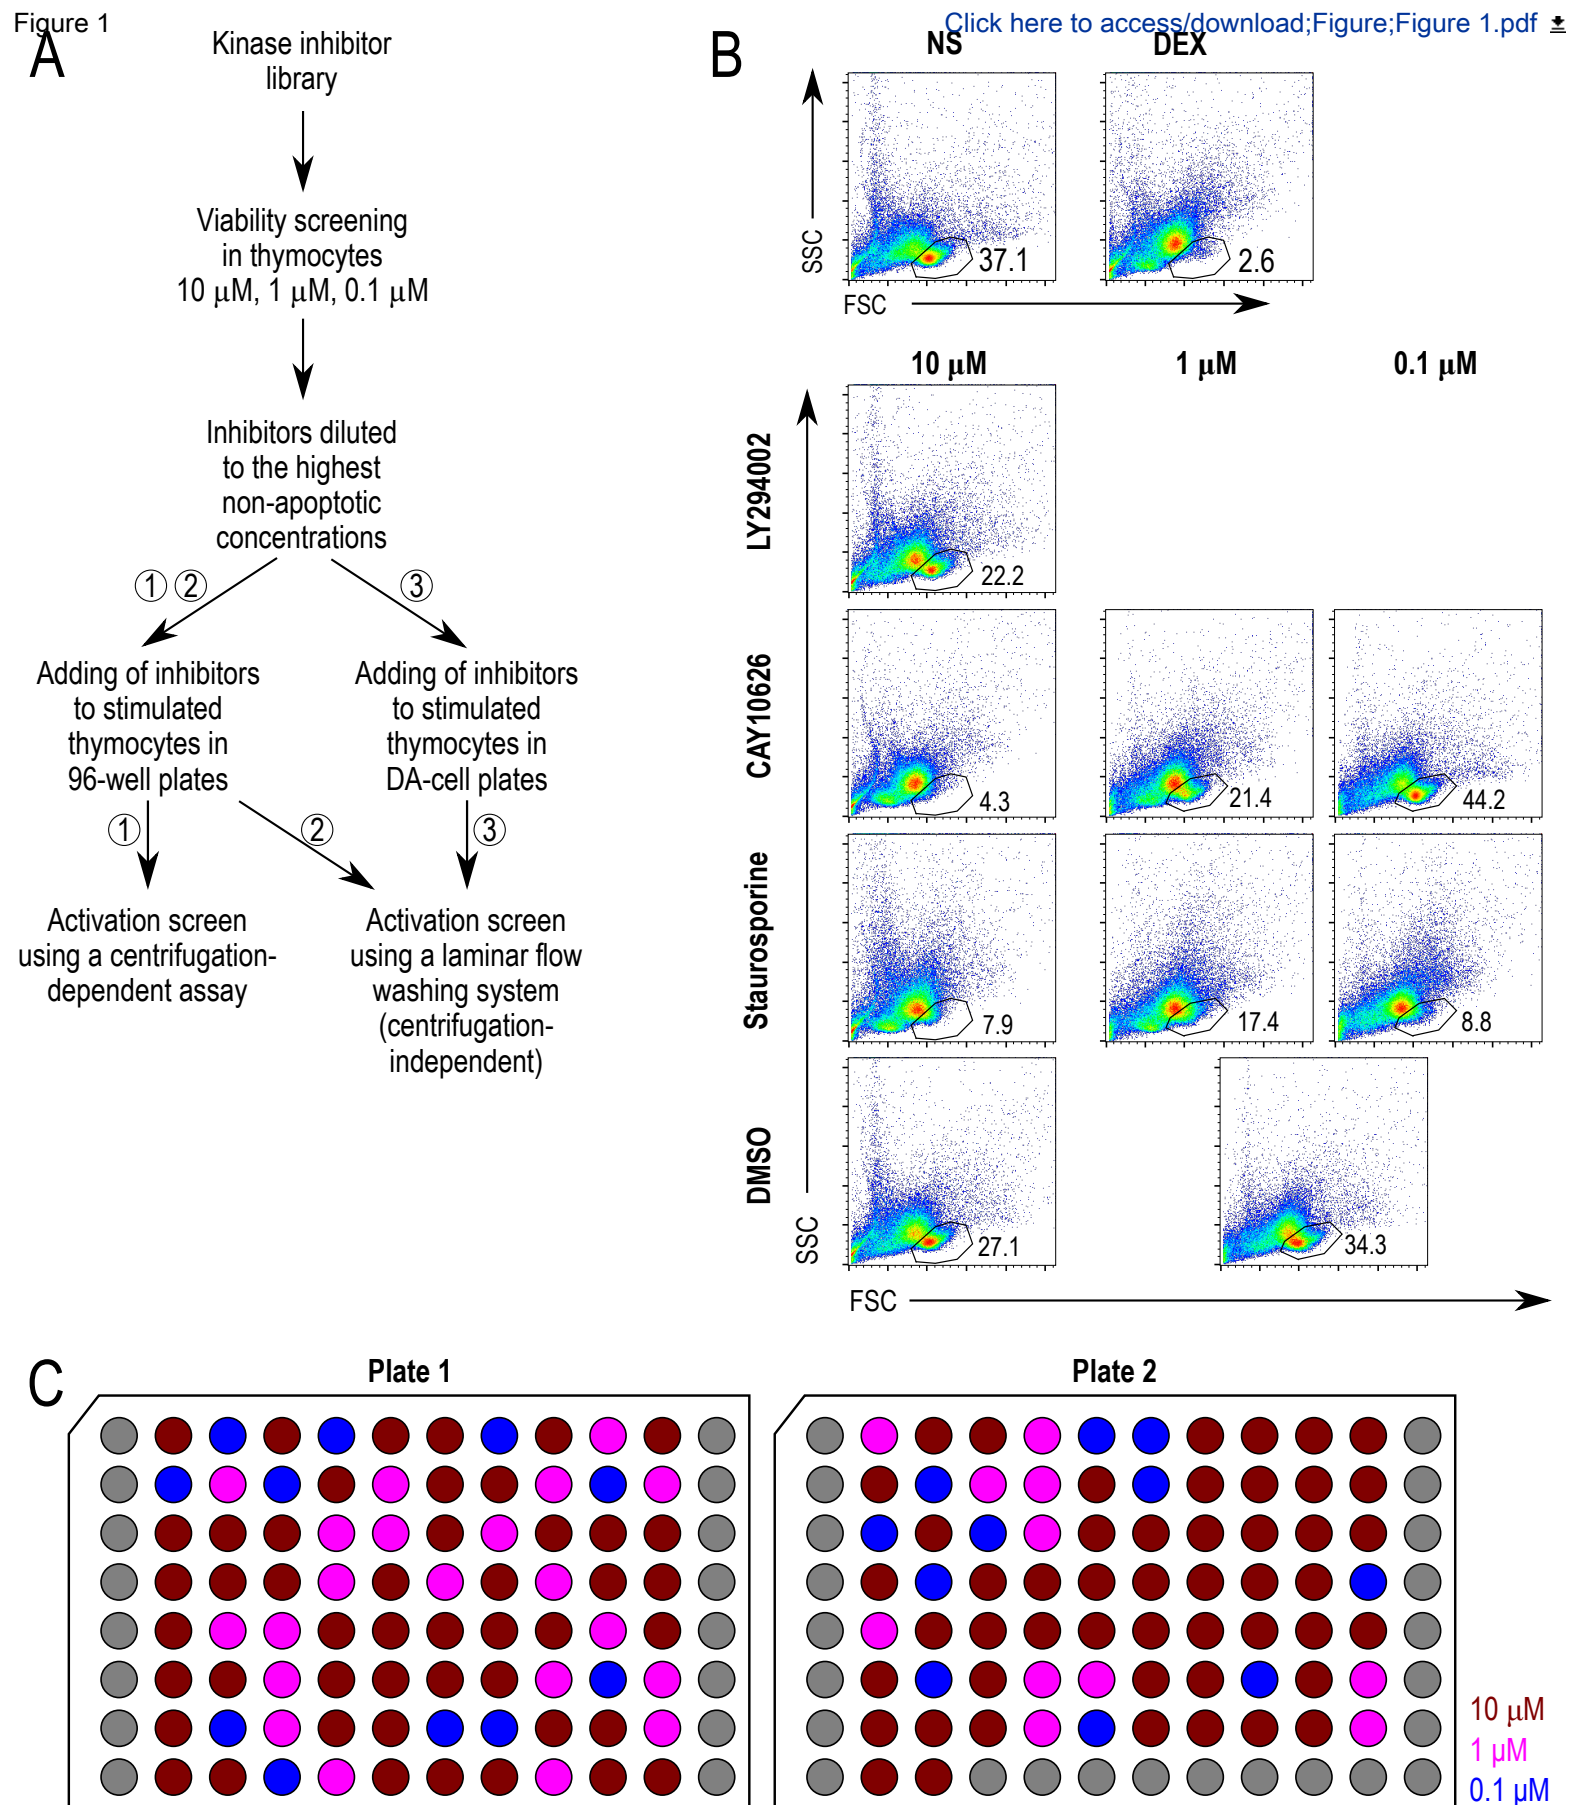 Figure 1
Click here to access/download;Figure;Figure 1.pdf
A
Kinase inhibitor
library
Viability screening
in thymocytes
10 μM, 1 μM, 0.1 μM
Inhibitors diluted
to the highest
non-apoptotic
concentrations
① ②
③
Adding of inhibitors
to stimulated
thymocytes in
96-well plates
Adding of inhibitors
to stimulated
thymocytes in
DA-cell plates
①
②
③
Activation screen
using a centrifugation-
dependent assay
Activation screen
using a laminar flow
washing system
(centrifugation-
independent)
B
NS
DEX
SSC
37.1
2.6
FSC
10 μM
1 μM
0.1 μM
LY294002
22.2
CAY10626
4.3
21.4
44.2
Staurosporine
7.9
17.4
8.8
DMSO
27.1
34.3
SSC
FSC
C
Plate 1
Plate 2
10 μM
1 μM
0.1 μM